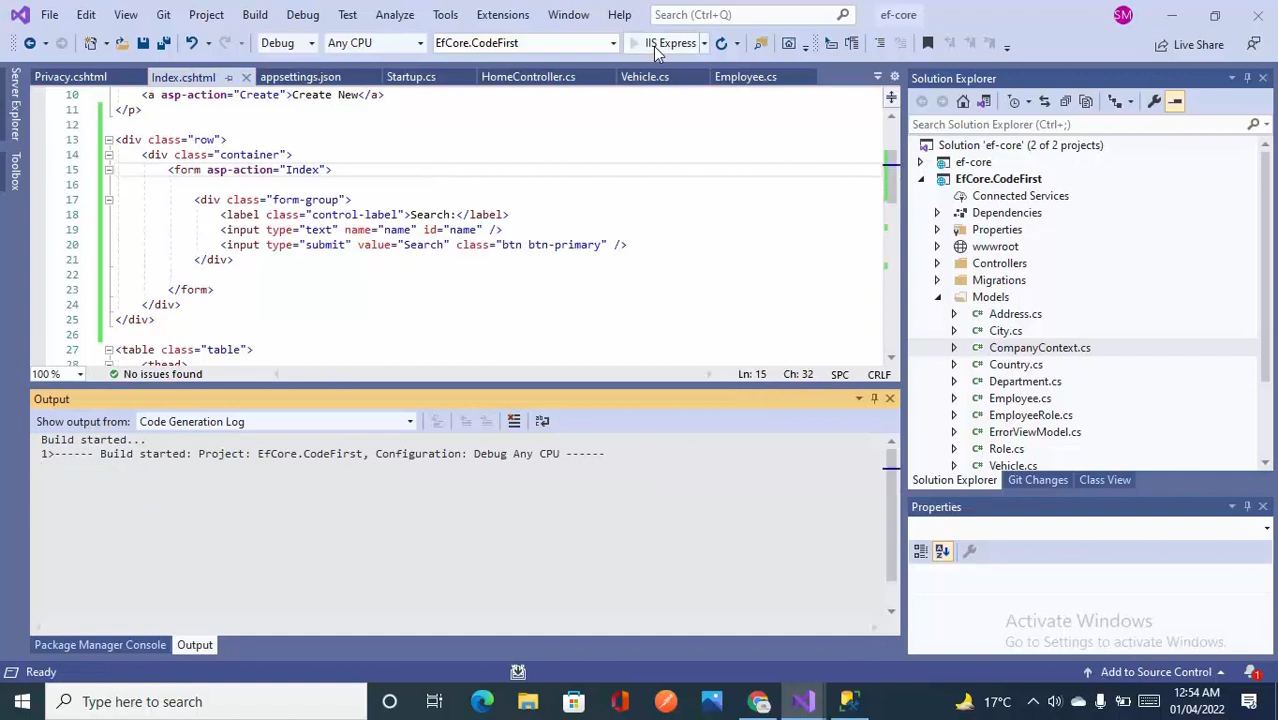 File Edit View Git Project Build Debug Test Analyze Tools Extensions Window Help Search (Ctrl+Q) ef-core SM
Debug Any CPU EfCore.CodeFirst IIS Express Live Share
Server Explorer
Toolbox
Privacy.cshtml Index.cshtml appsettings.json Startup.cs HomeController.cs Vehicle.cs Employee.cs
10 <a asp-action="Create">Create New</a>
11 </p>
12
13 <div class="row">
14 <div class="container">
15 <form asp-action="Index">
16
17 <div class="form-group">
18 <label class="control-label">Search:</label>
19 <input type="text" name="name" id="name" />
20 <input type="submit" value="Search" class="btn btn-primary" />
21 </div>
22
23 </form>
24 </div>
25 </div>
26
27 <table class="table">
28 <thead>
100 % No issues found Ln: 15 Ch: 32 SPC CRLF
Output
Show output from: Code Generation Log
Build started...
1>------ Build started: Project: EfCore.CodeFirst, Configuration: Debug Any CPU ------
Package Manager Console Output
Solution Explorer
Search Solution Explorer (Ctrl+;)
Solution 'ef-core' (2 of 2 projects)
ef-core
EfCore.CodeFirst
Connected Services
Dependencies
Properties
wwwroot
Controllers
Migrations
Models
C# Address.cs
C# City.cs
C# CompanyContext.cs
C# Country.cs
C# Department.cs
C# Employee.cs
C# EmployeeRole.cs
C# ErrorViewModel.cs
C# Role.cs
C# Vehicle.cs
Solution Explorer Git Changes Class View
Properties
Activate Windows
Go to Settings to activate Windows.
Ready Add to Source Control 1
Type here to search 17°C 12:54 AM
01/04/2022